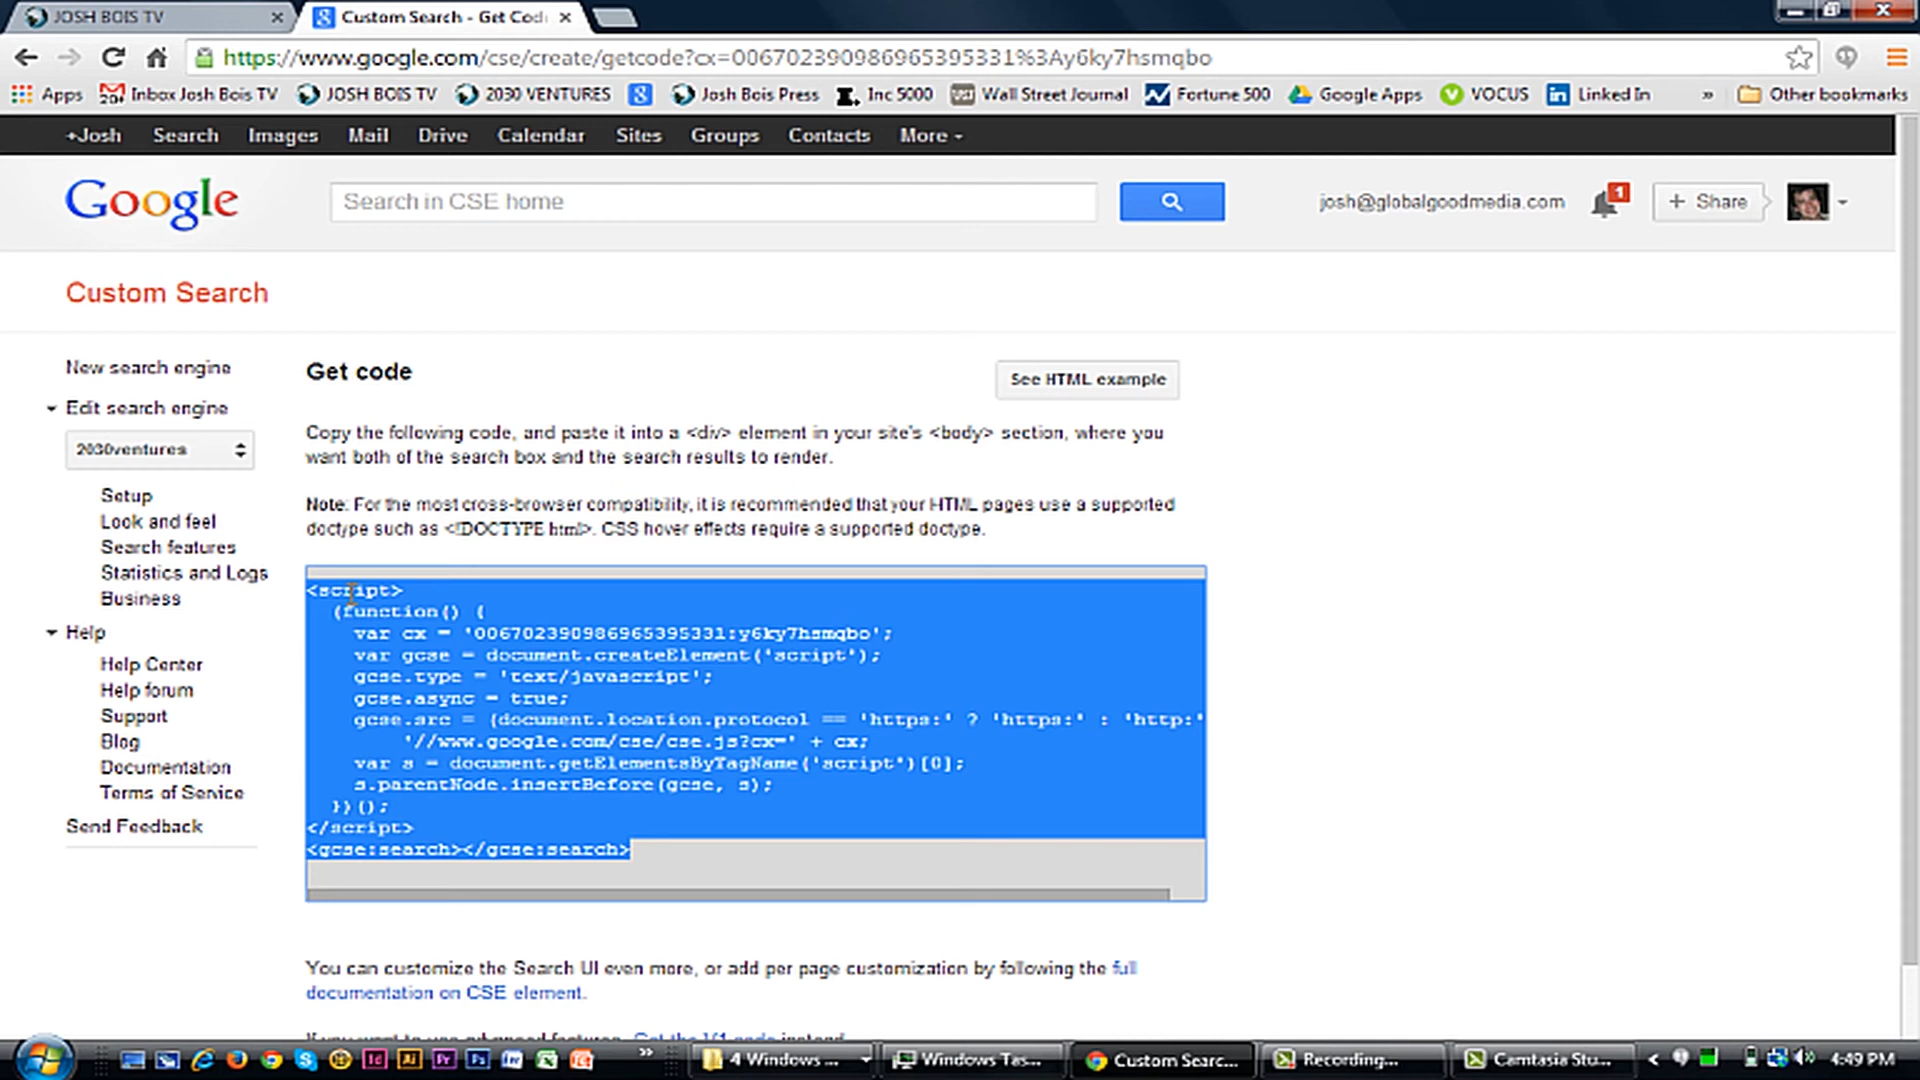 JOSH BOIS TV
Custom Search - Get Cod
https://www.google.com/cse/create/getcode?cx=006702390986965395331%3Ay6ky7hsmqbo
Apps Inbox Josh Bois TV JOSH BOIS TV 2030 VENTURES Josh Bois Press Inc 5000 Wall Street Journal Fortune 500 Google Apps VOCUS Linked In » Other bookmarks
+Josh Search Images Mail Drive Calendar Sites Groups Contacts More
Google Search in CSE home josh@globalgoodmedia.com 1 + Share
Custom Search
New search engine
Edit search engine
2030ventures
Setup
Look and feel
Search features
Statistics and Logs
Business
Help
Help Center
Help forum
Support
Blog
Documentation
Terms of Service
Send Feedback
Get code
See HTML example
Copy the following code, and paste it into a <div> element in your site's <body> section, where you
want both of the search box and the search results to render.
Note: For the most cross-browser compatibility, it is recommended that your HTML pages use a supported
doctype such as <!DOCTYPE html>. CSS hover effects require a supported doctype.
<script>
(function() {
var cx = '006702390986965395331:y6ky7hsmqbo';
var gcse = document.createElement('script');
gcse.type = 'text/javascript';
gcse.async = true;
gcse.src = (document.location.protocol == 'https:' ? 'https:' : 'http:'
'//www.google.com/cse/cse.js?cx=' + cx;
var s = document.getElementsByTagName('script')[0];
s.parentNode.insertBefore(gcse, s);
})();
</script>
<gcse:search></gcse:search>
You can customize the Search UI even more, or add per page customization by following the full
documentation on CSE element.
If you want to use advanced features, Get the V1 code instead
4 Windows ... Windows Tas... Custom Searc... Recording... Camtasia Stu... 4:49 PM